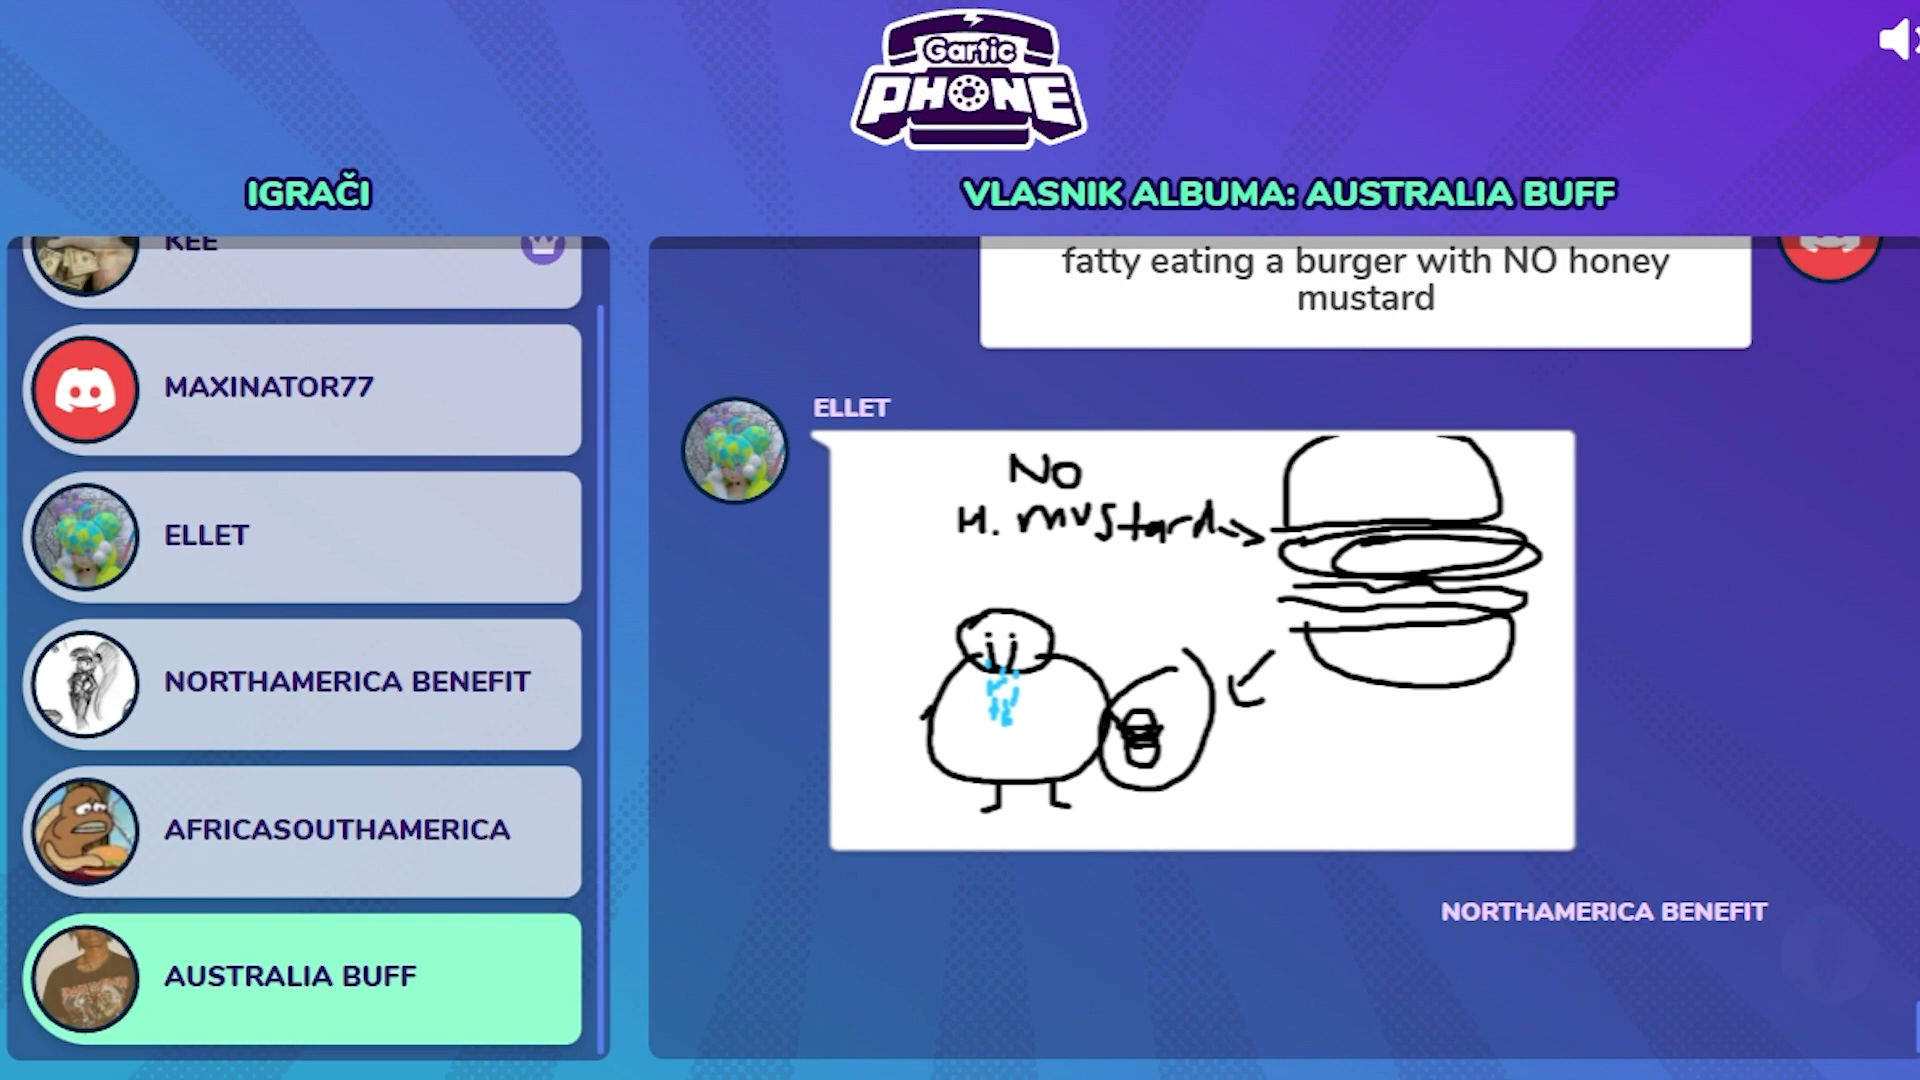 Gartic
PHONE
IGRAČI
VLASNIK ALBUMA: AUSTRALIA BUFF
KEE
MAXINATOR77
ELLET
NORTHAMERICA BENEFIT
AFRICASOUTHAMERICA
AUSTRALIA BUFF
fatty eating a burger with NO honey
mustard
ELLET
No
H. mustard
NORTHAMERICA BENEFIT